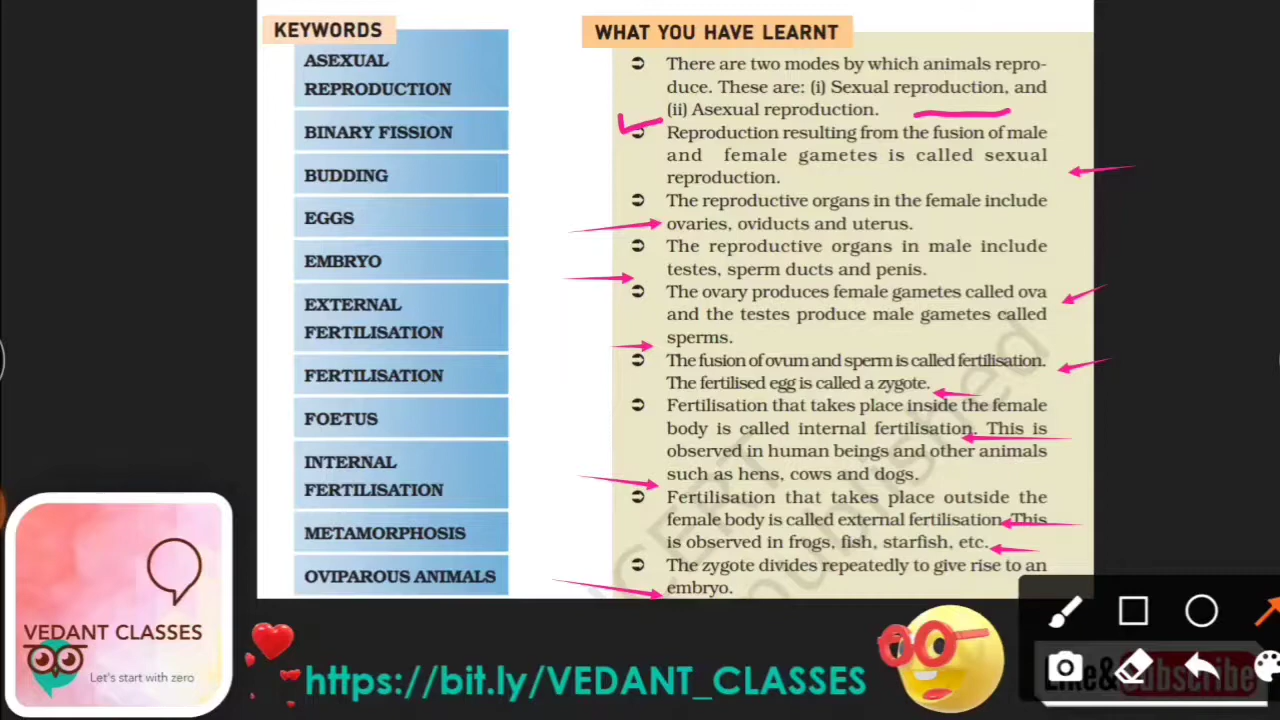 KEYWORDS
ASEXUAL
REPRODUCTION
BINARY FISSION
BUDDING
EGGS
EMBRYO
EXTERNAL
FERTILISATION
FERTILISATION
FOETUS
INTERNAL
FERTILISATION
METAMORPHOSIS
OVIPAROUS ANIMALS
WHAT YOU HAVE LEARNT
There are two modes by which animals repro-
duce. These are: (i) Sexual reproduction, and
(ii) Asexual reproduction.
Reproduction resulting from the fusion of male
and female gametes is called sexual
reproduction.
The reproductive organs in the female include
ovaries, oviducts and uterus.
The reproductive organs in male include
testes, sperm ducts and penis.
The ovary produces female gametes called ova
and the testes produce male gametes called
sperms.
The fusion of ovum and sperm is called fertilisation.
The fertilised egg is called a zygote.
Fertilisation that takes place inside the female
body is called internal fertilisation. This is
observed in human beings and other animals
such as hens, cows and dogs.
Fertilisation that takes place outside the
female body is called external fertilisation. This
is observed in frogs, fish, starfish, etc.
The zygote divides repeatedly to give rise to an
embryo.
published
VEDANT CLASSES
Let's start with zero
https://bit.ly/VEDANT_CLASSES
Like& Subscribe